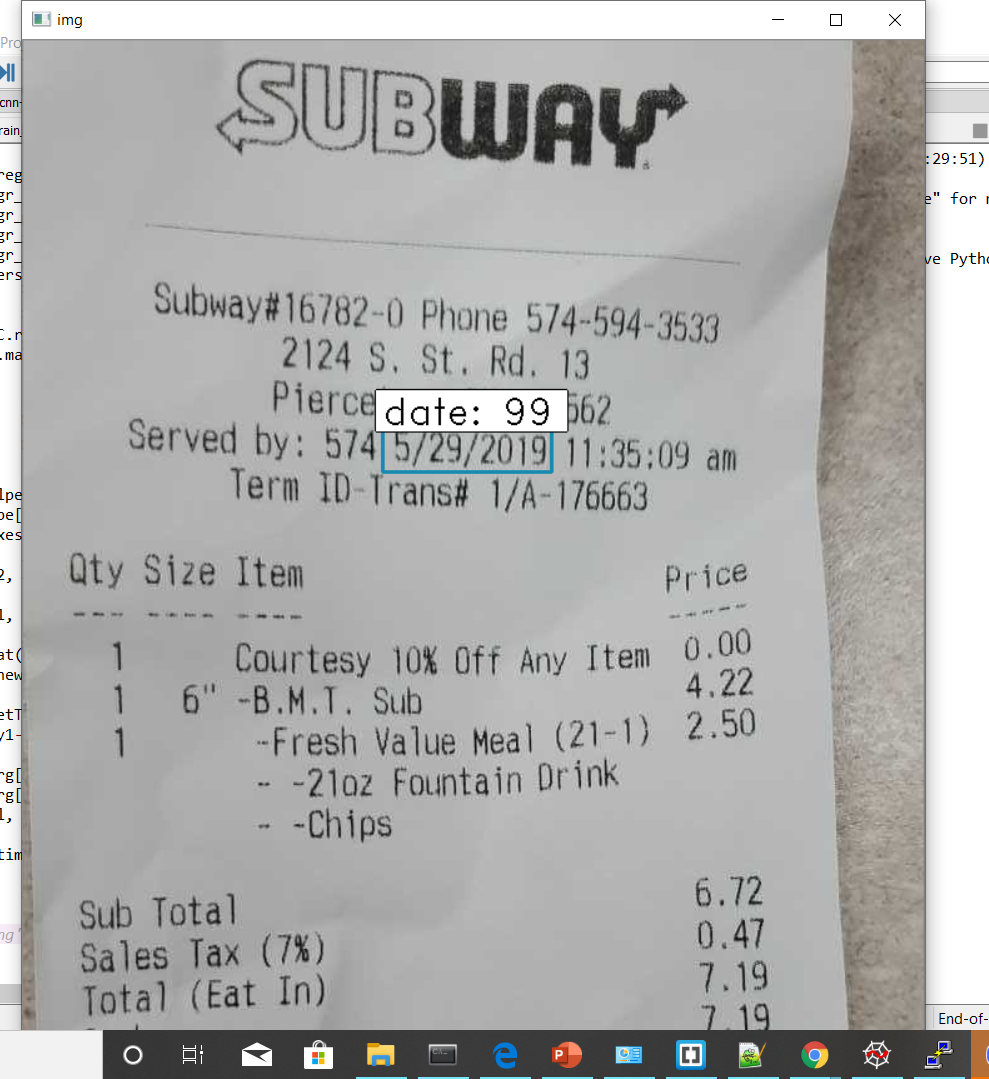 img
SUBWAY
Subway#16782-0 Phone 574-594-3533
2124 S. St. Rd. 13
date: 99
562
Served by: 574 5/29/2019 11:35:09 am
Term ID-Trans# 1/A-176663
Qty Size Item Price
1 Courtesy 10% Off Any Item 0.00
1 6" -B.M.T. Sub 4.22
1 -Fresh Value Meal (21-1) 2.50
- -21oz Fountain Drink
- -Chips
Sub Total 6.72
Sales Tax (7%) 0.47
Total (Eat In) 7.19
7.19
:29:51)
" for
Pytho
End-of-